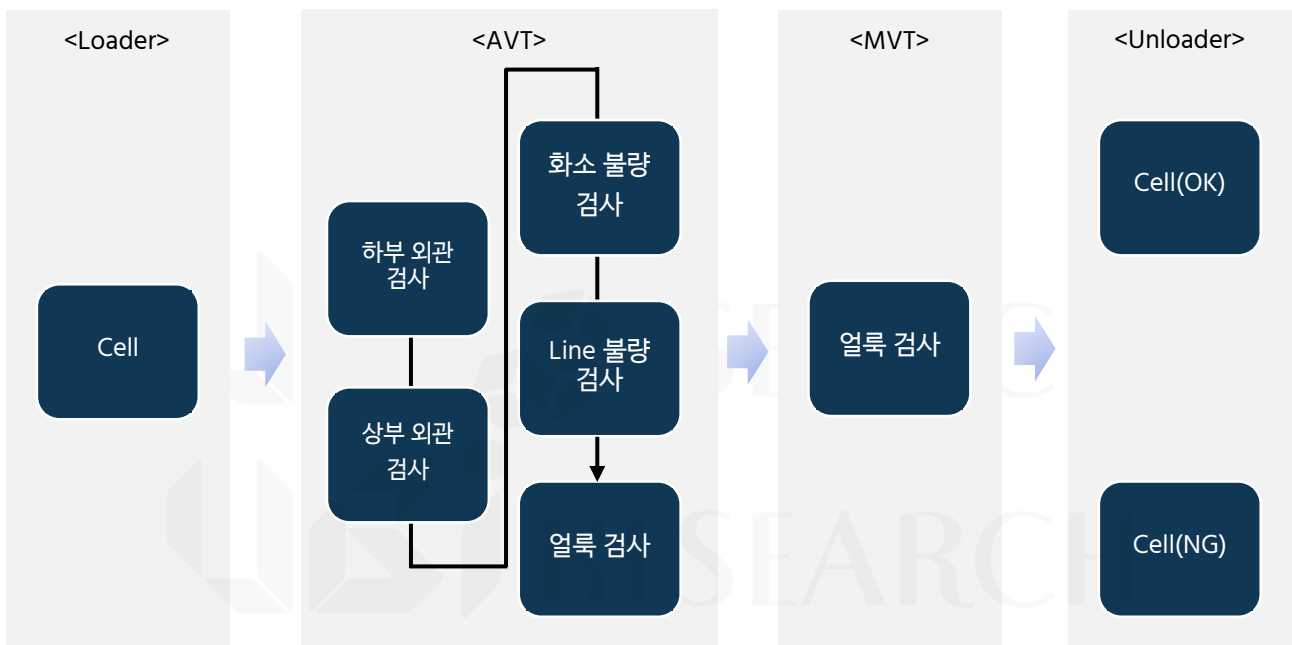 <Loader>
Cell
<AVT>
하부 외관
검사
상부 외관
검사
화소 불량
검사
Line 불량
검사
얼룩 검사
<MVT>
얼룩 검사
<Unloader>
Cell(OK)
Cell(NG)
RESEARCH